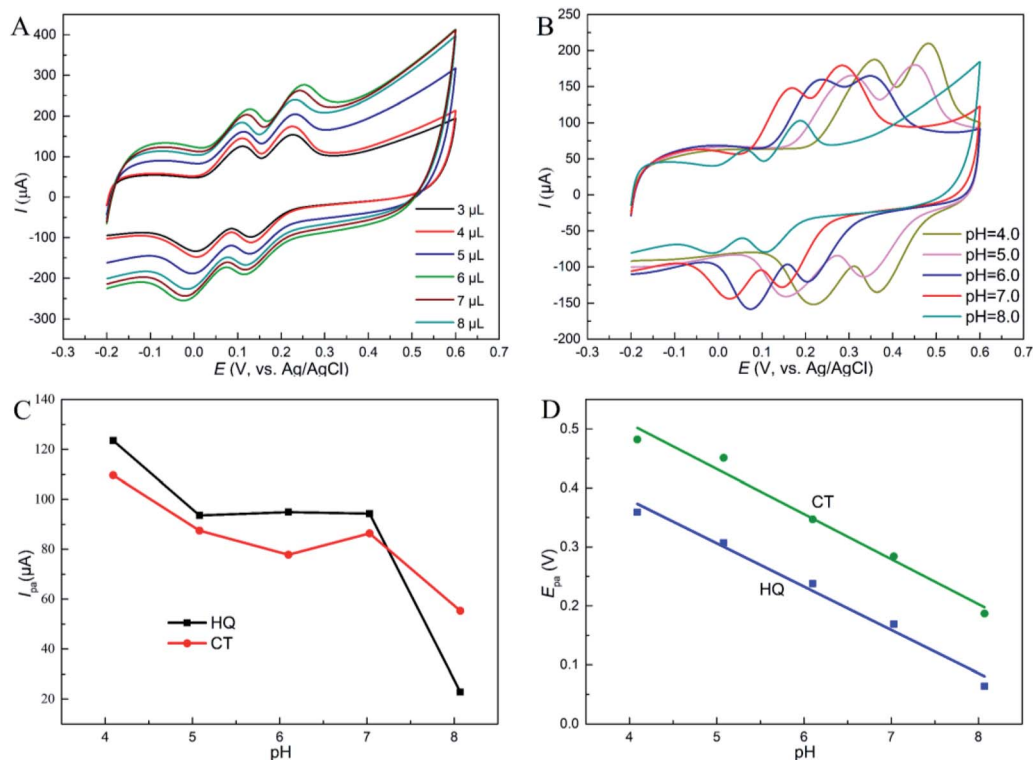 A
400
300
200
100
0
-100
-200
-300
I (μA)
-0.3 -0.2 -0.1 0.0 0.1 0.2 0.3 0.4 0.5 0.6 0.7
E (V, vs. Ag/AgCl)
3 μL
4 μL
5 μL
6 μL
7 μL
8 μL
B
250
200
150
100
50
0
-50
-100
-150
-200
I (μA)
-0.3 -0.2 -0.1 0.0 0.1 0.2 0.3 0.4 0.5 0.6 0.7
E (V, vs. Ag/AgCl)
pH=4.0
pH=5.0
pH=6.0
pH=7.0
pH=8.0
C
140
120
100
80
60
40
20
Ipa(μA)
HQ
CT
4 5 6 7 8
pH
D
0.5
0.4
0.3
0.2
0.1
0.0
Epa (V)
CT
HQ
4 5 6 7 8
pH